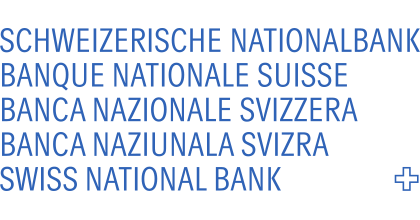 SCHWEIZERISCHE NATIONALBANK
BANQUE NATIONALE SUISSE
BANCA NAZIONALE SVIZZERA
BANCA NAZIUNALA SVIZRA
SWISS NATIONAL BANK